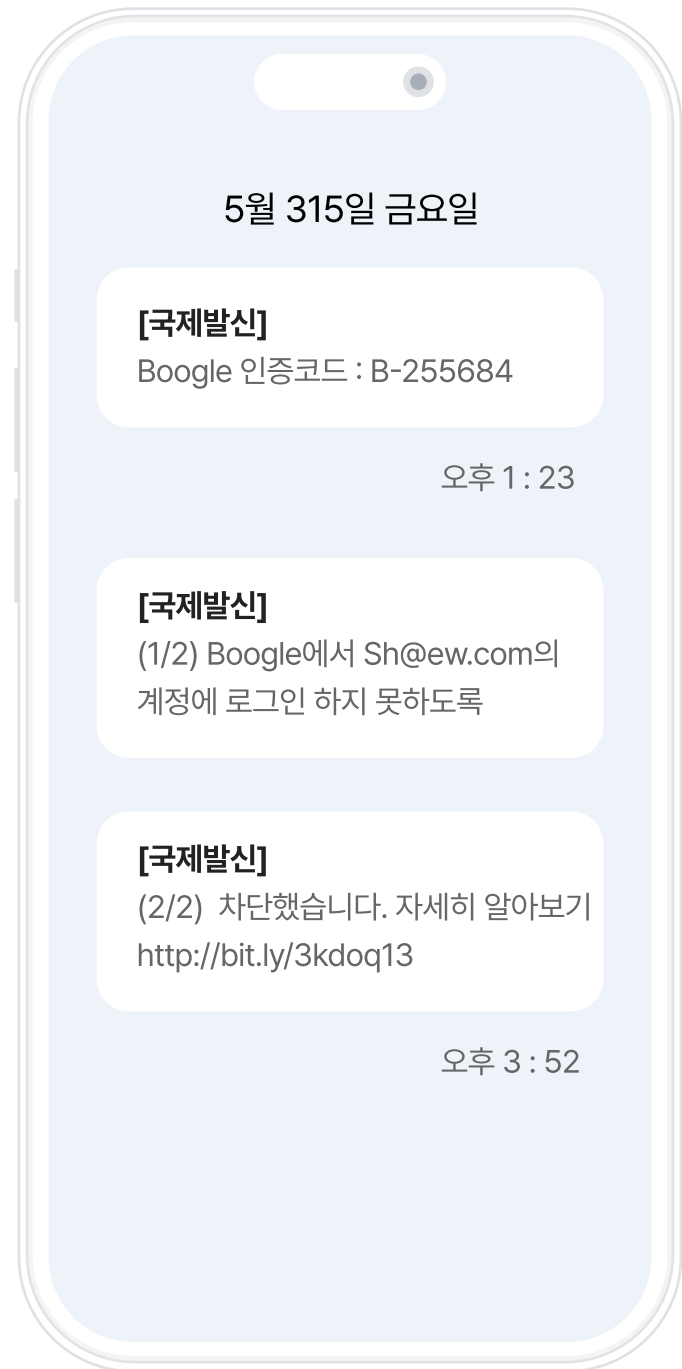 5월 315일 금요일
[국제발신]
Boogle 인증코드 : B-255684
오후 1 : 23
[국제발신]
(1/2) Boogle에서 Sh@ew.com의
계정에 로그인 하지 못하도록
[국제발신]
(2/2) 차단했습니다. 자세히 알아보기
http://bit.ly/3kdoq13
오후 3 : 52